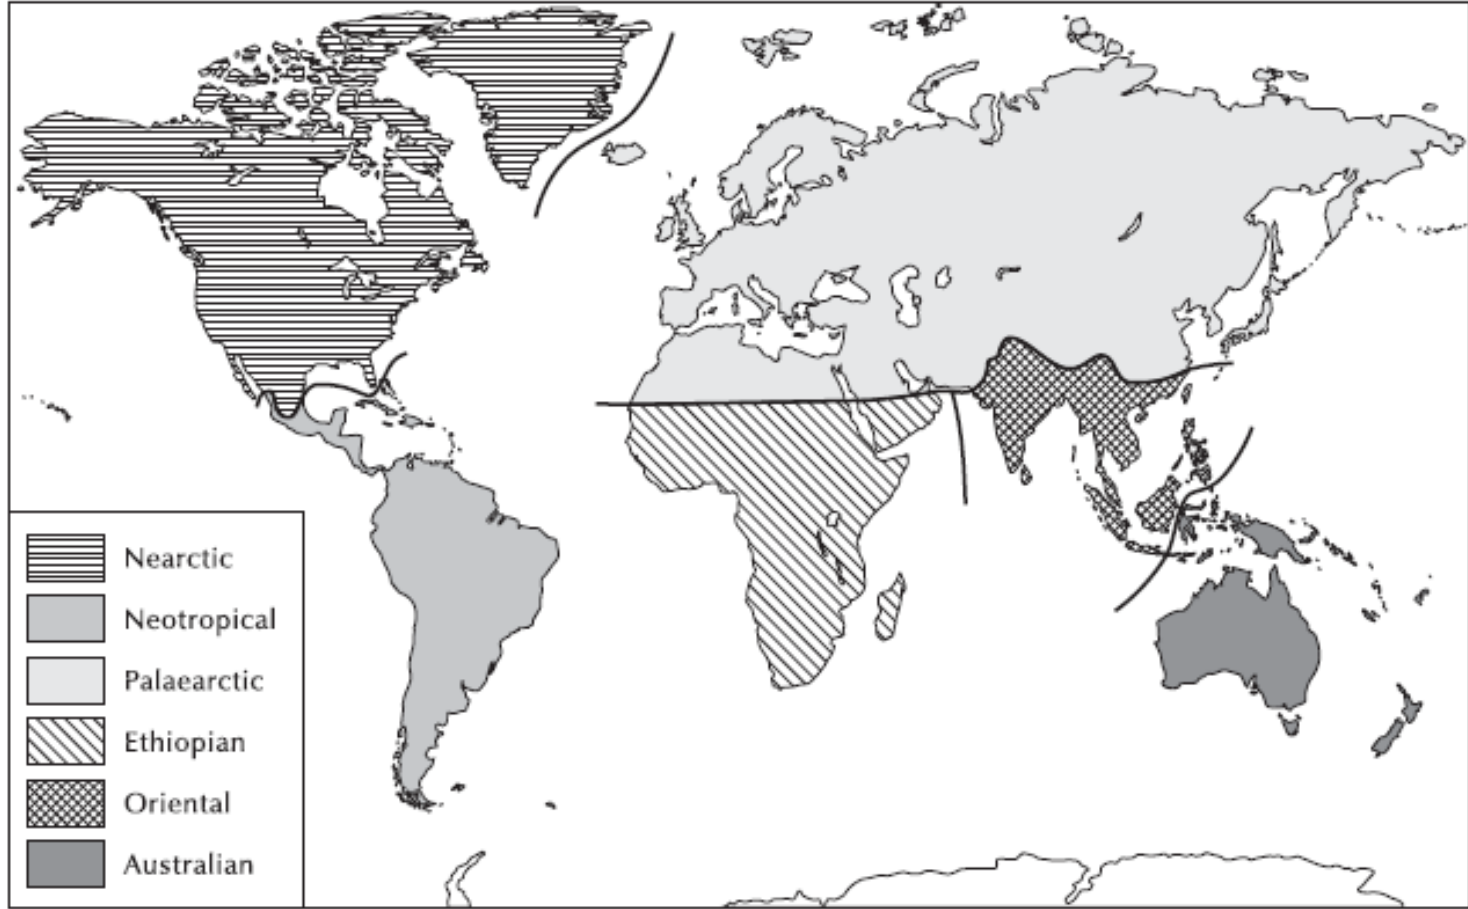 Nearctic
Neotropical
Palaearctic
Ethiopian
Oriental
Australian